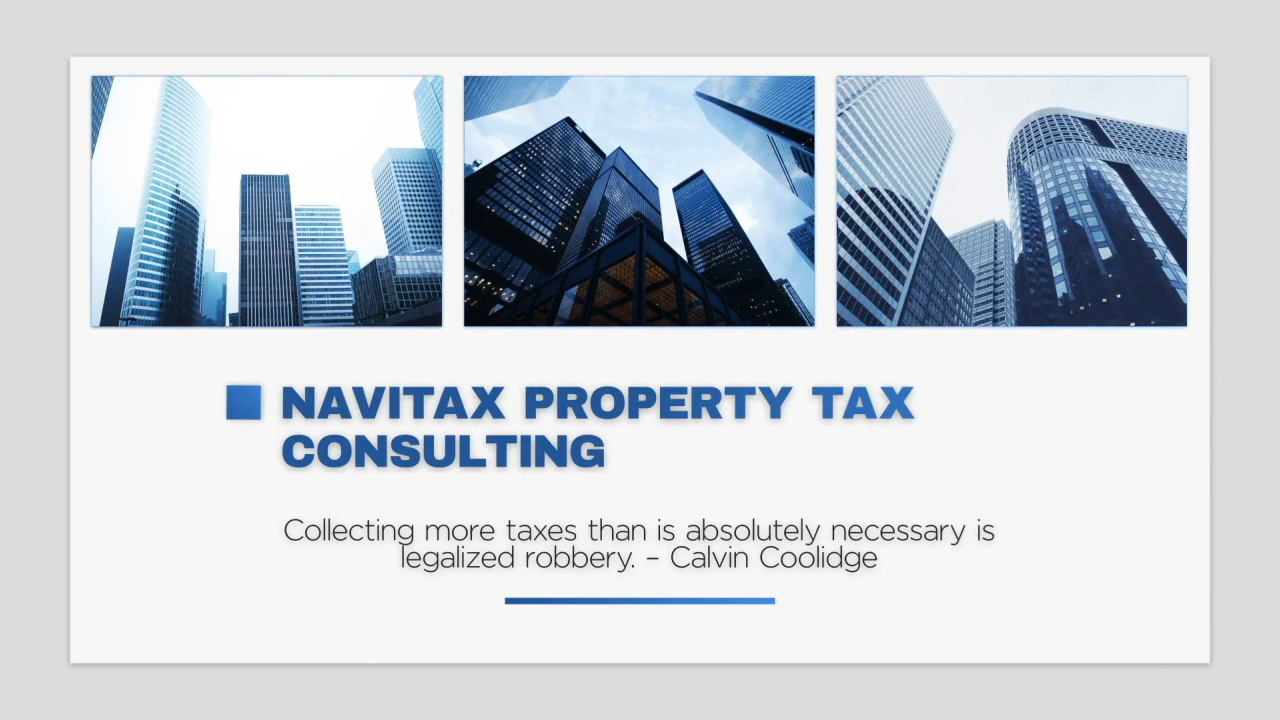 NAVITAX PROPERTY TAX
CONSULTING
Collecting more taxes than is absolutely necessary is
legalized robbery. – Calvin Coolidge